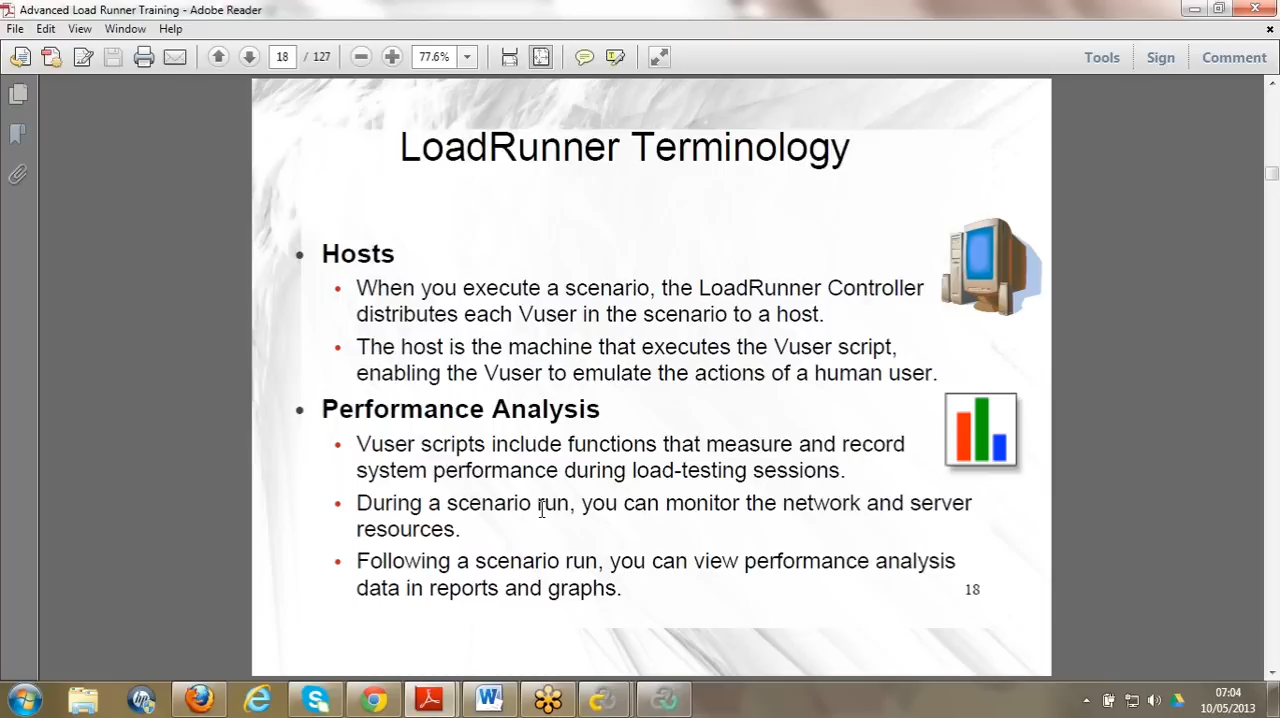 Advanced Load Runner Training - Adobe Reader
File Edit View Window Help
18 / 127 77.6% Tools Sign Comment
LoadRunner Terminology
• Hosts
• When you execute a scenario, the LoadRunner Controller
distributes each Vuser in the scenario to a host.
• The host is the machine that executes the Vuser script,
enabling the Vuser to emulate the actions of a human user.
• Performance Analysis
• Vuser scripts include functions that measure and record
system performance during load-testing sessions.
• During a scenario run, you can monitor the network and server
resources.
• Following a scenario run, you can view performance analysis
data in reports and graphs.
18
07:04
10/05/2013